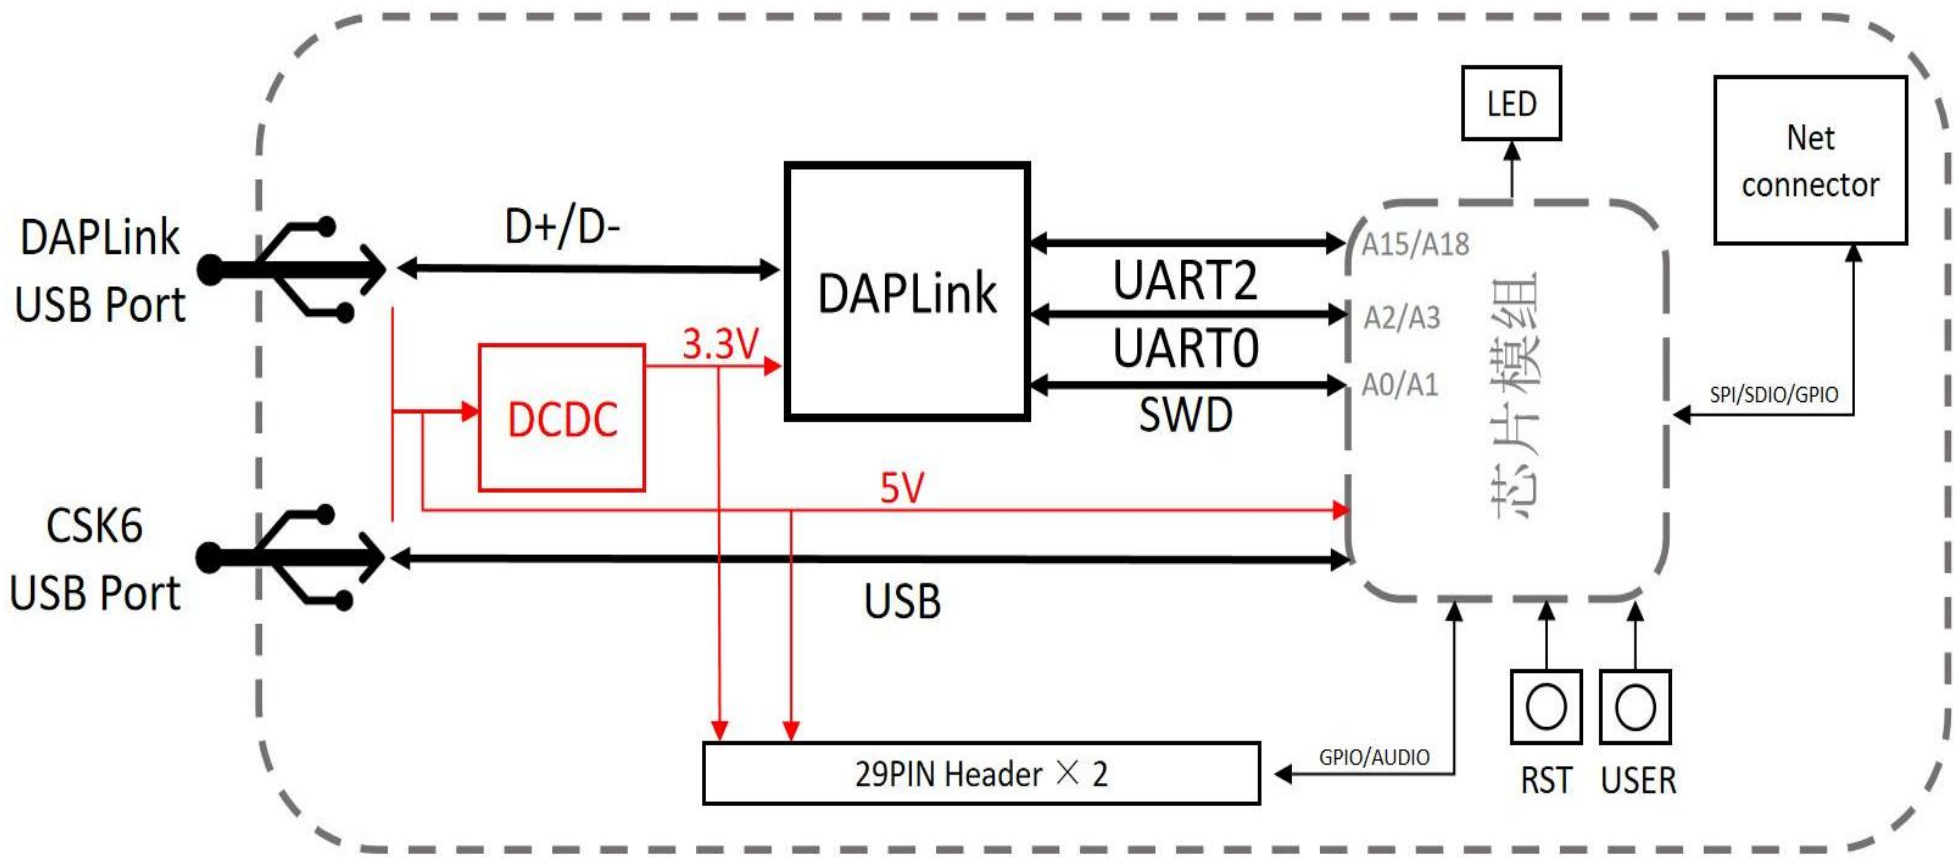 LED
Net
connector
DAPLink
USB Port
D+/D-
DAPLink
A15/A18
UART2
A2/A3
UART0
A0/A1
SWD
芯片模组
SPI/SDIO/GPIO
3.3V
DCDC
5V
CSK6
USB Port
USB
29PIN Header × 2
GPIO/AUDIO
RST
USER